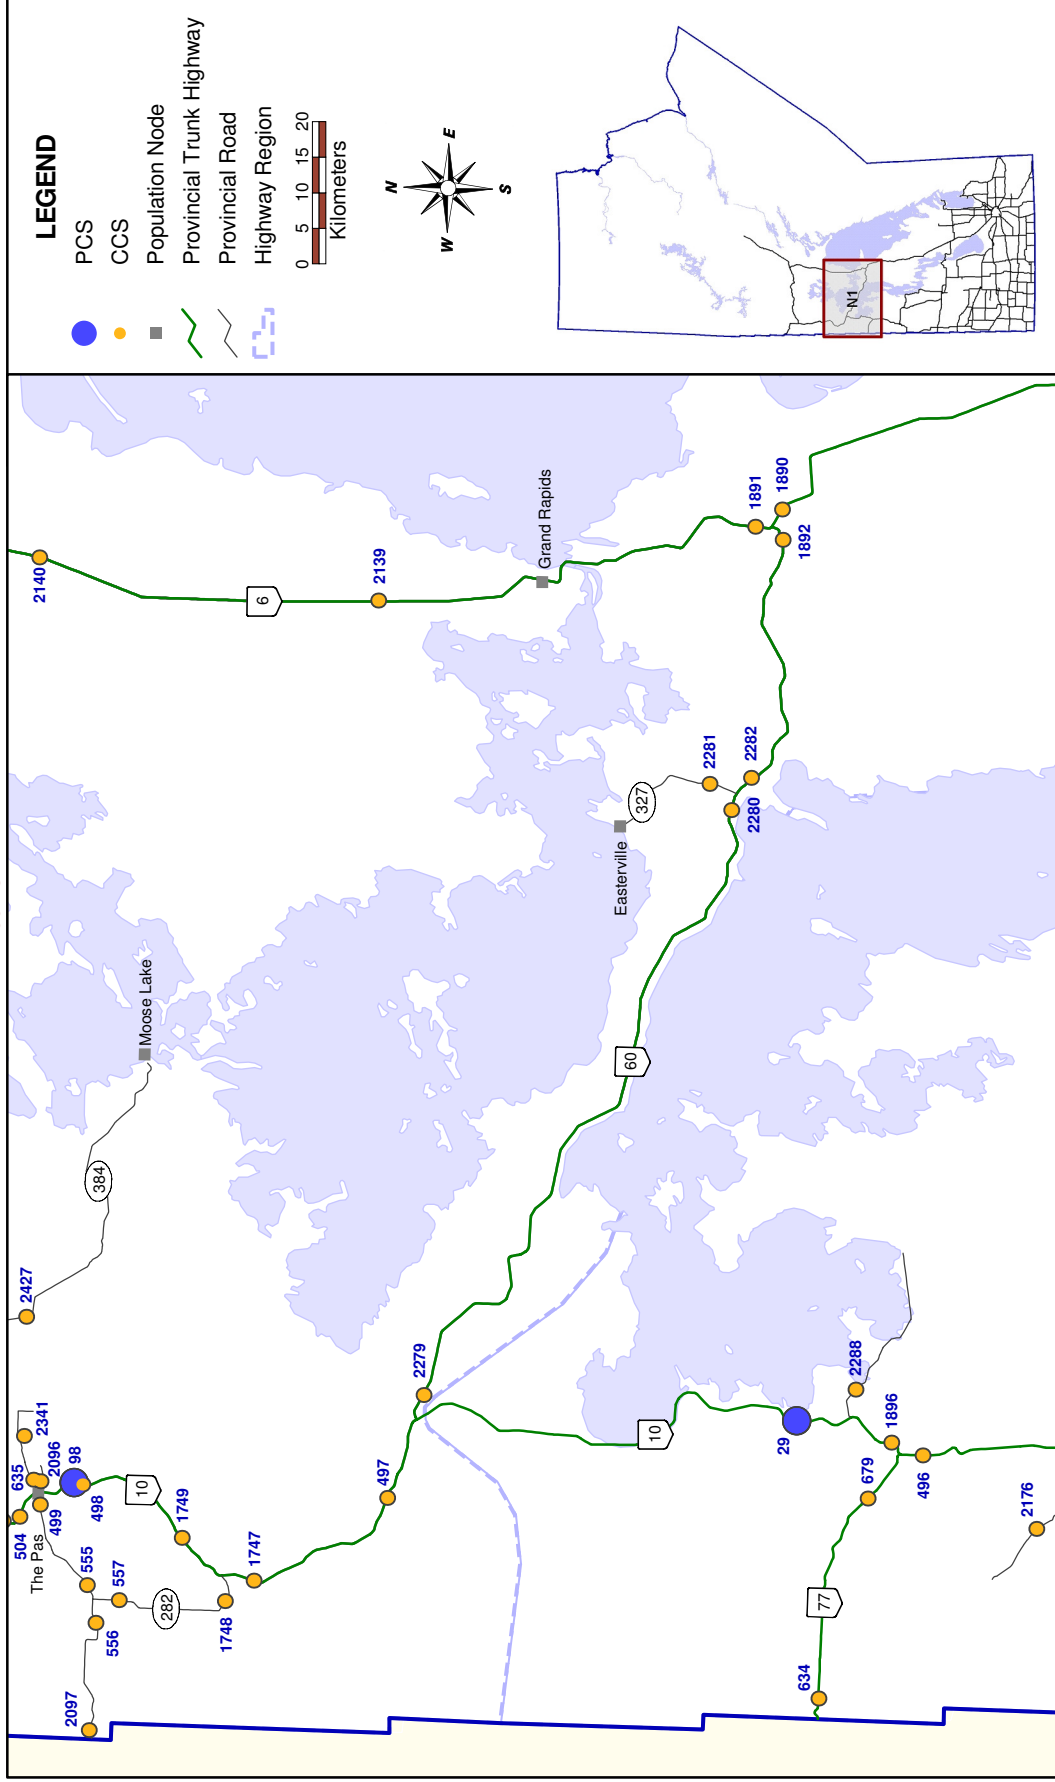 LEGEND
PCS
CCS
Population Node
Provincial Trunk Highway
Provincial Road
Highway Region
0 5 10 15 20
Kilometers
N
W
E
S
N1
2140
6
2139
Grand Rapids
1891
1890
1892
2281
2282
2280
327
Easterville
Moose Lake
384
2427
60
2279
2341
635
2096
98
498
504
499
The Pas
10
1749
1747
1748
555
557
556
282
2097
497
10
29
2288
1896
679
496
2176
77
634